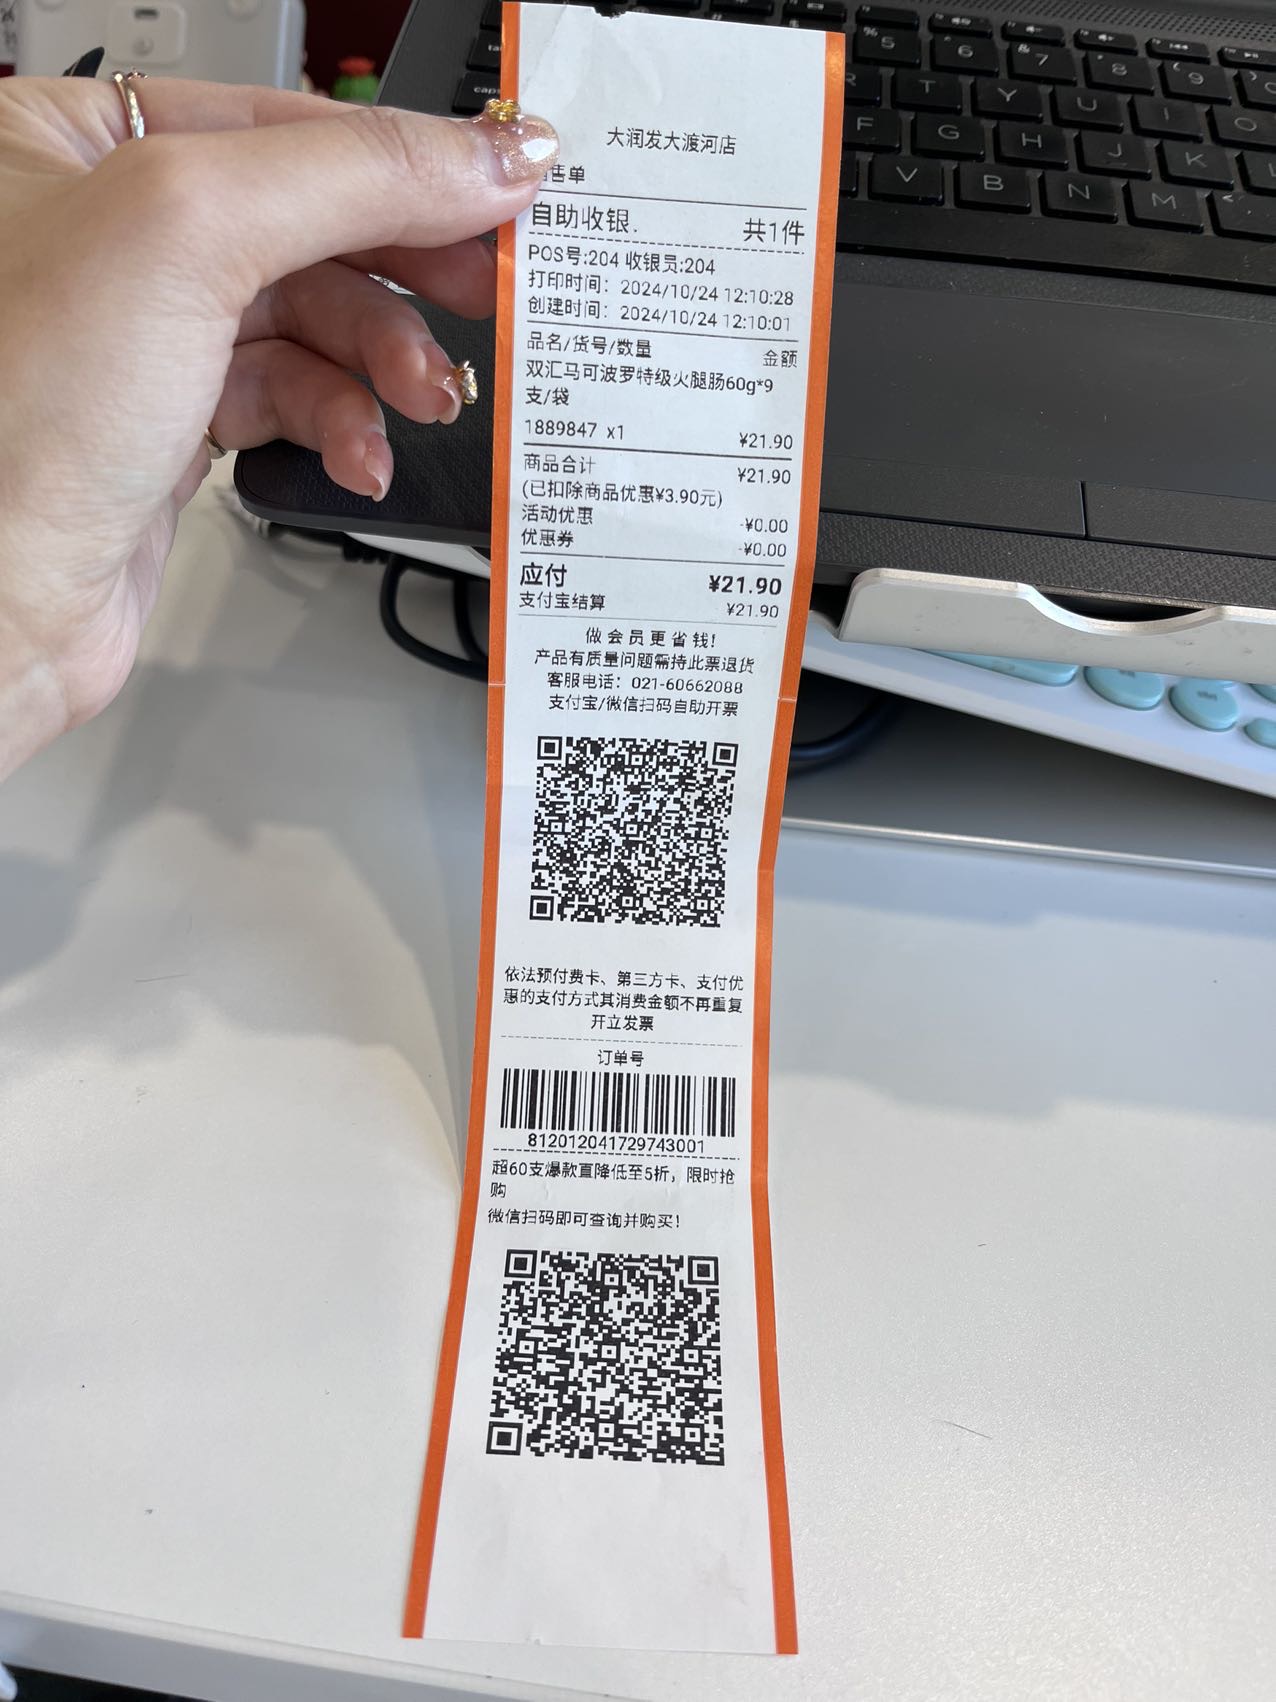 大润发大渡河店
售单
自助收银. 共1件
POS号:204 收银员:204
打印时间：2024/10/24 12:10:28
创建时间：2024/10/24 12:10:01
品名/货号/数量 金额
双汇马可波罗特级火腿肠60g*9
支/袋
1889847 x1 ¥21.90
商品合计 ¥21.90
(已扣除商品优惠¥3.90元)
活动优惠 -¥0.00
优惠券 -¥0.00
应付 ¥21.90
支付宝结算 ¥21.90
做会员更省钱!
产品有质量问题需持此票退货
客服电话：021-60662088
支付宝/微信扫码自助开票
依法预付费卡、第三方卡、支付优
惠的支付方式其消费金额不再重复
开立发票
订单号
812012041729743001
超60支爆款直降低至5折，限时抢
购
微信扫码即可查询并购买!
% 5 6 7 8 9
R T Y U I O
F G H J K
V B N M